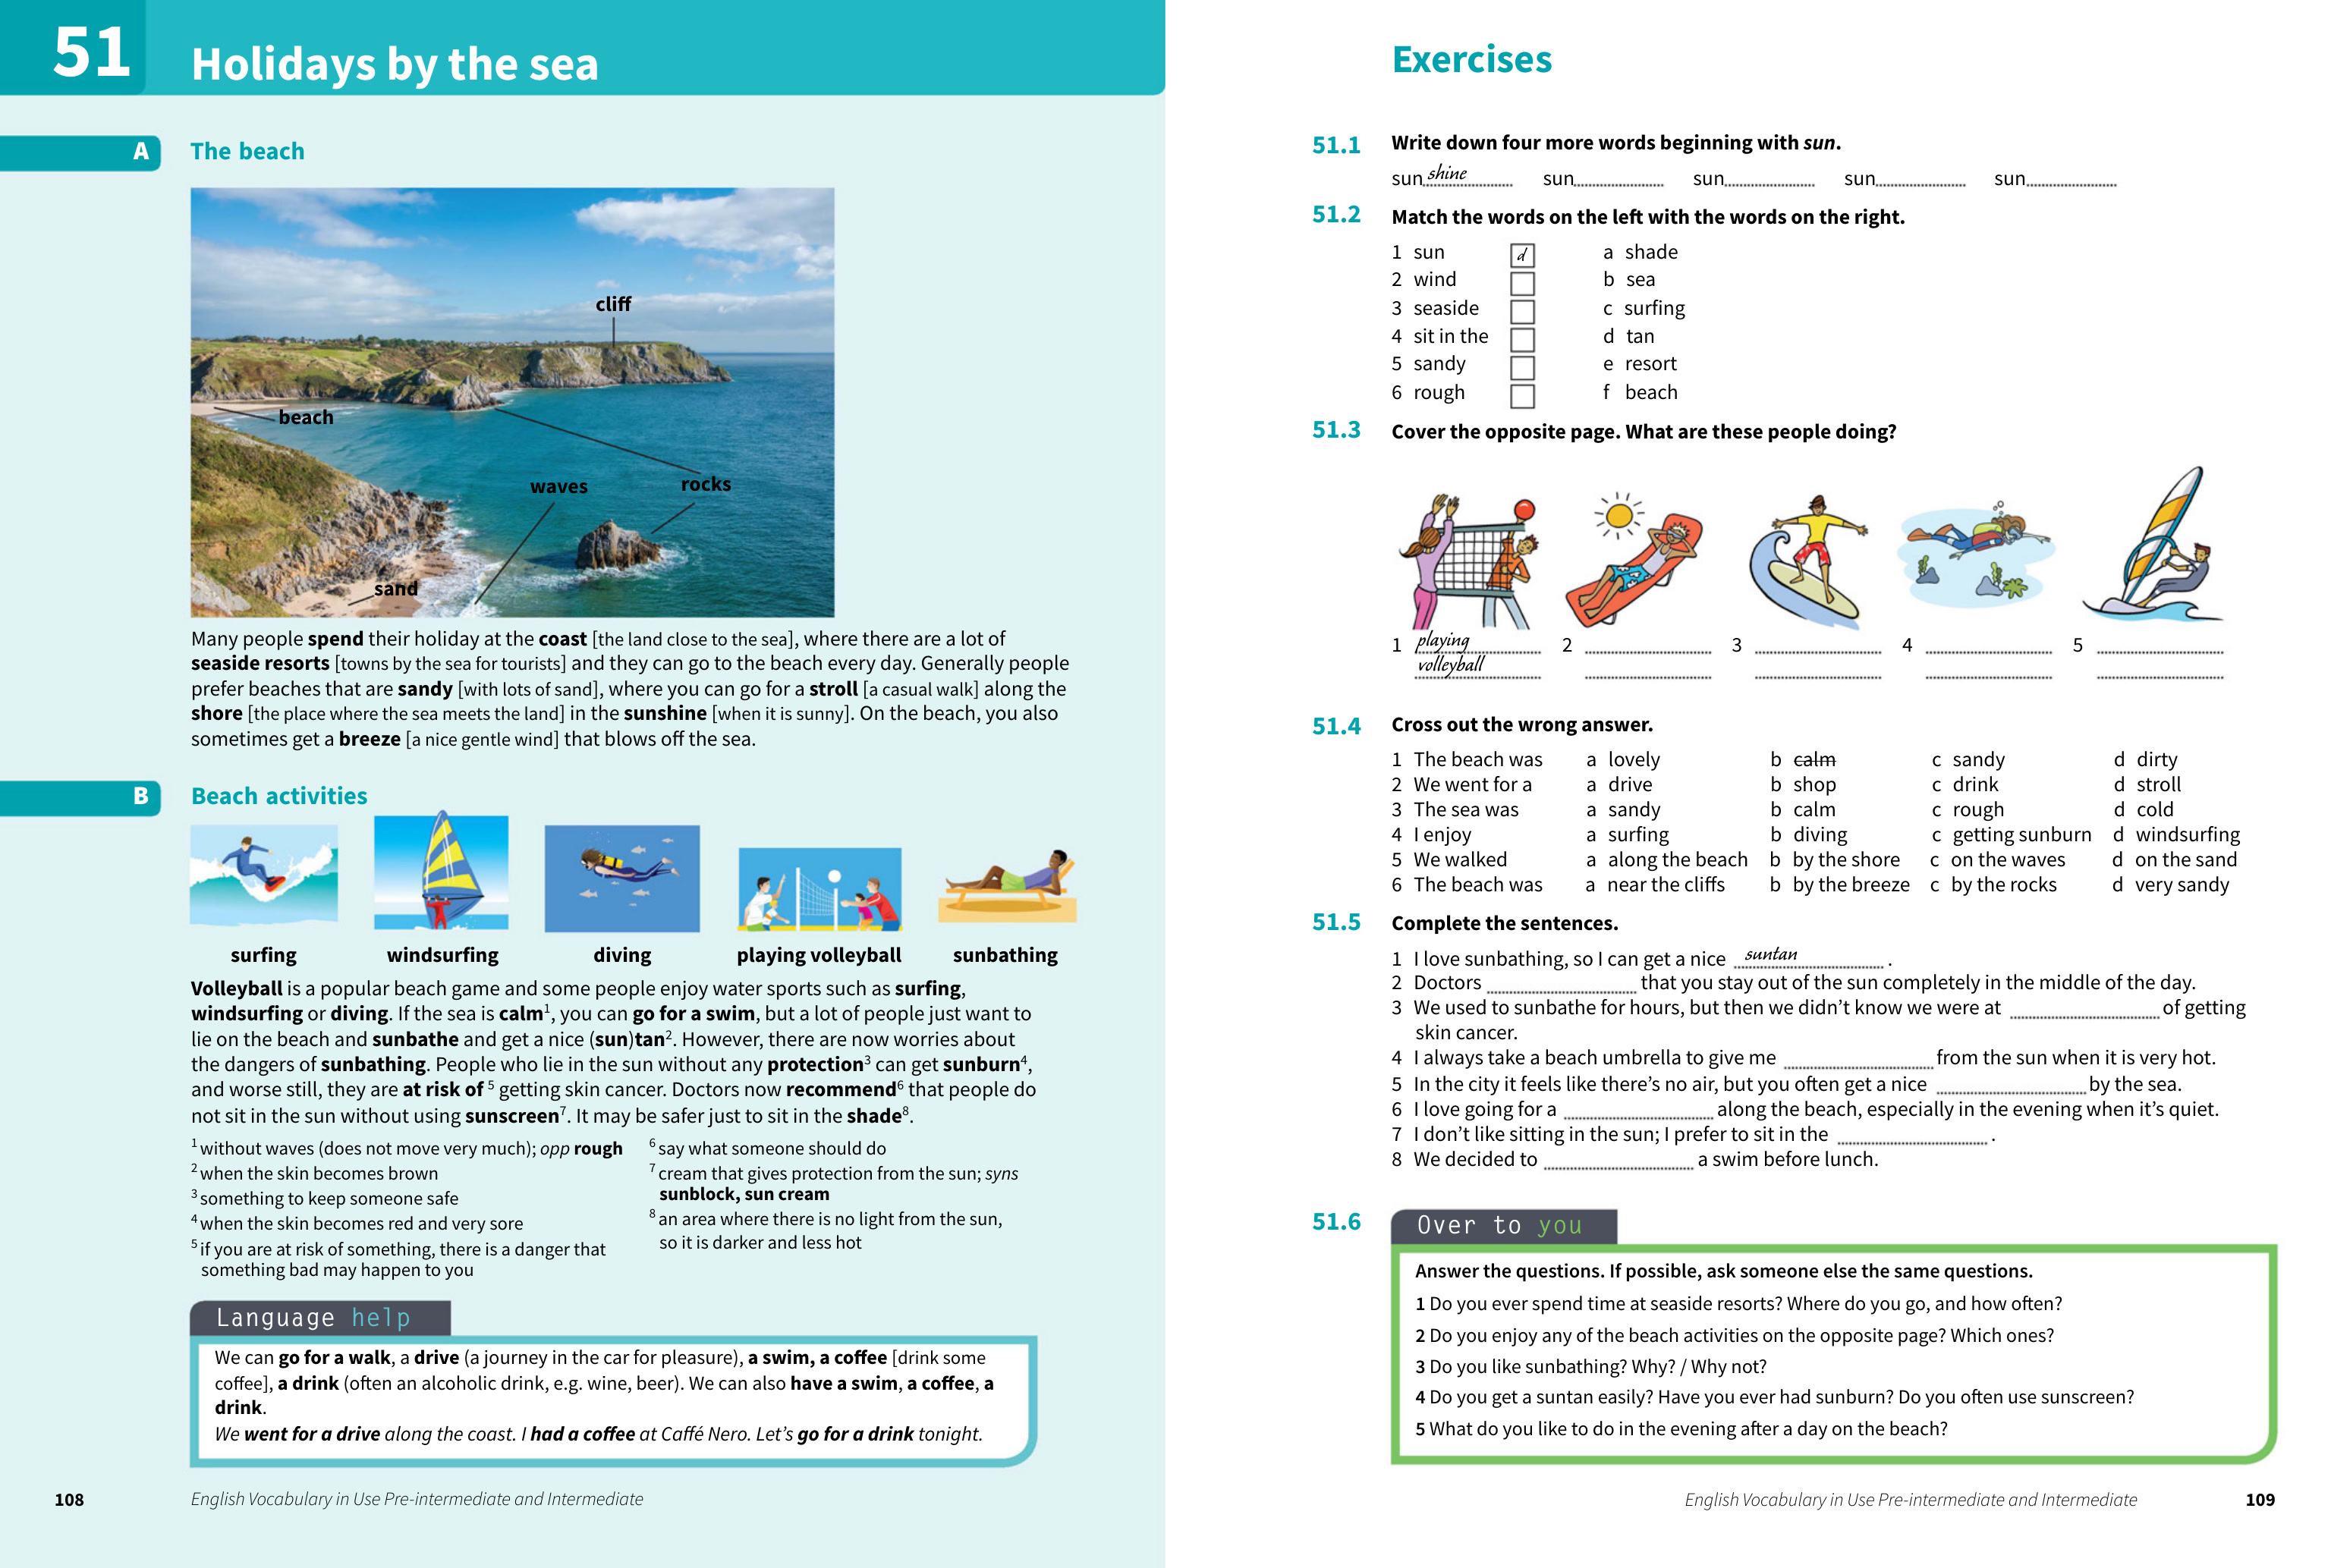 51
Holidays by the sea
A
The beach
cliff
beach
waves
rocks
sand
Many people spend their holiday at the coast [the land close to the sea], where there are a lot of
seaside resorts [towns by the sea for tourists] and they can go to the beach every day. Generally people
prefer beaches that are sandy [with lots of sand], where you can go for a stroll [a casual walk] along the
shore [the place where the sea meets the land] in the sunshine [when it is sunny]. On the beach, you also
sometimes get a breeze [a nice gentle wind] that blows off the sea.
B
Beach activities
surfing windsurfing diving playing volleyball sunbathing
Volleyball is a popular beach game and some people enjoy water sports such as surfing,
windsurfing or diving. If the sea is calm¹, you can go for a swim, but a lot of people just want to
lie on the beach and sunbathe and get a nice (sun)tan². However, there are now worries about
the dangers of sunbathing. People who lie in the sun without any protection³ can get sunburn⁴,
and worse still, they are at risk of ⁵ getting skin cancer. Doctors now recommend⁶ that people do
not sit in the sun without using sunscreen⁷. It may be safer just to sit in the shade⁸.
¹ without waves (does not move very much); opp rough
² when the skin becomes brown
³ something to keep someone safe
⁴ when the skin becomes red and very sore
⁵ if you are at risk of something, there is a danger that
something bad may happen to you
⁶ say what someone should do
⁷ cream that gives protection from the sun; syns
sunblock, sun cream
⁸ an area where there is no light from the sun,
so it is darker and less hot
Language help
We can go for a walk, a drive (a journey in the car for pleasure), a swim, a coffee [drink some
coffee], a drink (often an alcoholic drink, e.g. wine, beer). We can also have a swim, a coffee, a
drink.
We went for a drive along the coast. I had a coffee at Caffé Nero. Let's go for a drink tonight.
108 English Vocabulary in Use Pre-intermediate and Intermediate
Exercises
51.1 Write down four more words beginning with sun.
sun shine sun sun sun sun
51.2 Match the words on the left with the words on the right.
1 sun d a shade
2 wind b sea
3 seaside c surfing
4 sit in the d tan
5 sandy e resort
6 rough f beach
51.3 Cover the opposite page. What are these people doing?
1 playing 2 3 4 5
volleyball
51.4 Cross out the wrong answer.
1 The beach was a lovely b calm c sandy d dirty
2 We went for a a drive b shop c drink d stroll
3 The sea was a sandy b calm c rough d cold
4 I enjoy a surfing b diving c getting sunburn d windsurfing
5 We walked a along the beach b by the shore c on the waves d on the sand
6 The beach was a near the cliffs b by the breeze c by the rocks d very sandy
51.5 Complete the sentences.
1 I love sunbathing, so I can get a nice suntan .
2 Doctors that you stay out of the sun completely in the middle of the day.
3 We used to sunbathe for hours, but then we didn't know we were at of getting
skin cancer.
4 I always take a beach umbrella to give me from the sun when it is very hot.
5 In the city it feels like there's no air, but you often get a nice by the sea.
6 I love going for a along the beach, especially in the evening when it's quiet.
7 I don't like sitting in the sun; I prefer to sit in the .
8 We decided to a swim before lunch.
51.6 Over to you
Answer the questions. If possible, ask someone else the same questions.
1 Do you ever spend time at seaside resorts? Where do you go, and how often?
2 Do you enjoy any of the beach activities on the opposite page? Which ones?
3 Do you like sunbathing? Why? / Why not?
4 Do you get a suntan easily? Have you ever had sunburn? Do you often use sunscreen?
5 What do you like to do in the evening after a day on the beach?
English Vocabulary in Use Pre-intermediate and Intermediate 109